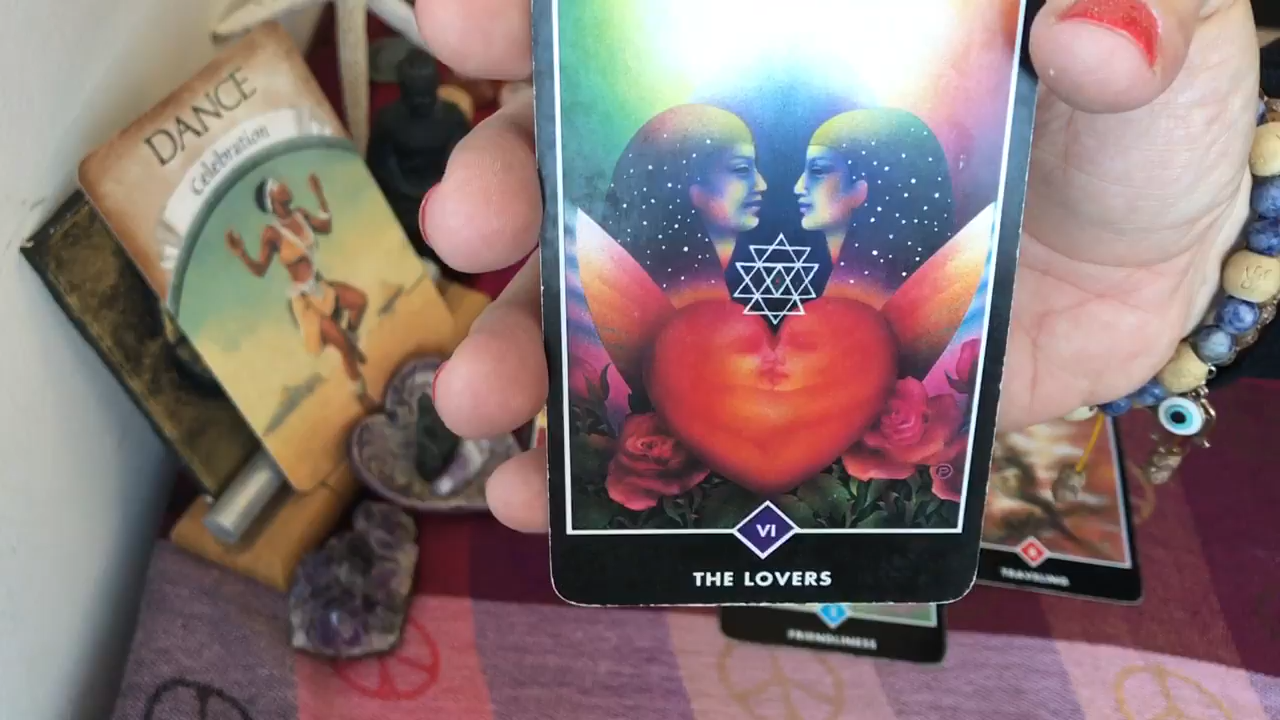 DANCE
Celebration
VI
THE LOVERS
TRAVELING
FRIENDLINESS